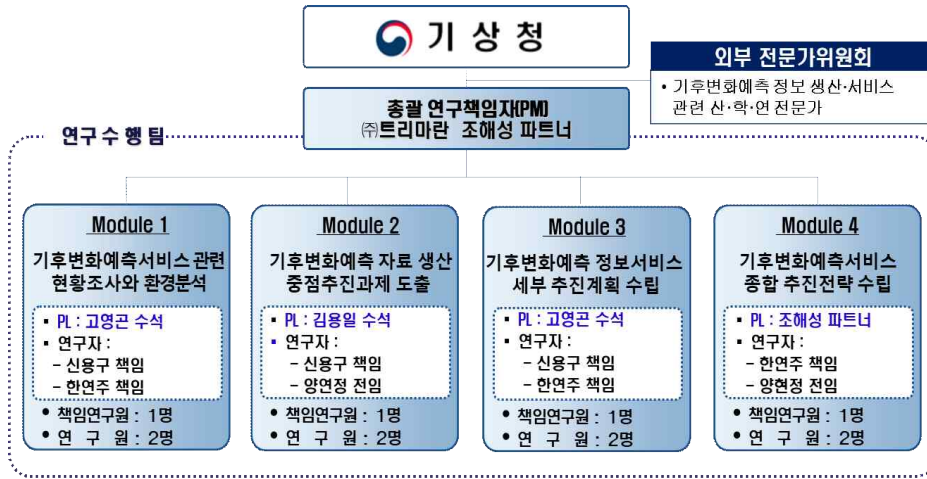 기 상 청
외부 전문가위원회
• 기후변화예측 정보 생산·서비스
관련 산·학·연 전문가
총괄 연구책임자(PM)
㈜트리마란 조해성 파트너
연구수행팀
Module 1
기후변화예측서비스 관련
현황조사와 환경분석
▪ PL : 고영곤 수석
▪ 연구자 :
– 신용구 책임
– 한연주 책임
• 책임연구원 : 1명
• 연 구 원 : 2명
Module 2
기후변화예측 자료 생산
중점추진과제 도출
▪ PL : 김용일 수석
▪ 연구자 :
– 신용구 책임
– 양연정 전임
• 책임연구원 : 1명
• 연 구 원 : 2명
Module 3
기후변화예측 정보서비스
세부 추진계획 수립
▪ PL : 고영곤 수석
▪ 연구자 :
– 신용구 책임
– 한연주 책임
• 책임연구원 : 1명
• 연 구 원 : 2명
Module 4
기후변화예측서비스
종합 추진전략 수립
▪ PL : 조해성 파트너
▪ 연구자 :
– 한연주 책임
– 양현정 전임
• 책임연구원 : 1명
• 연 구 원 : 2명